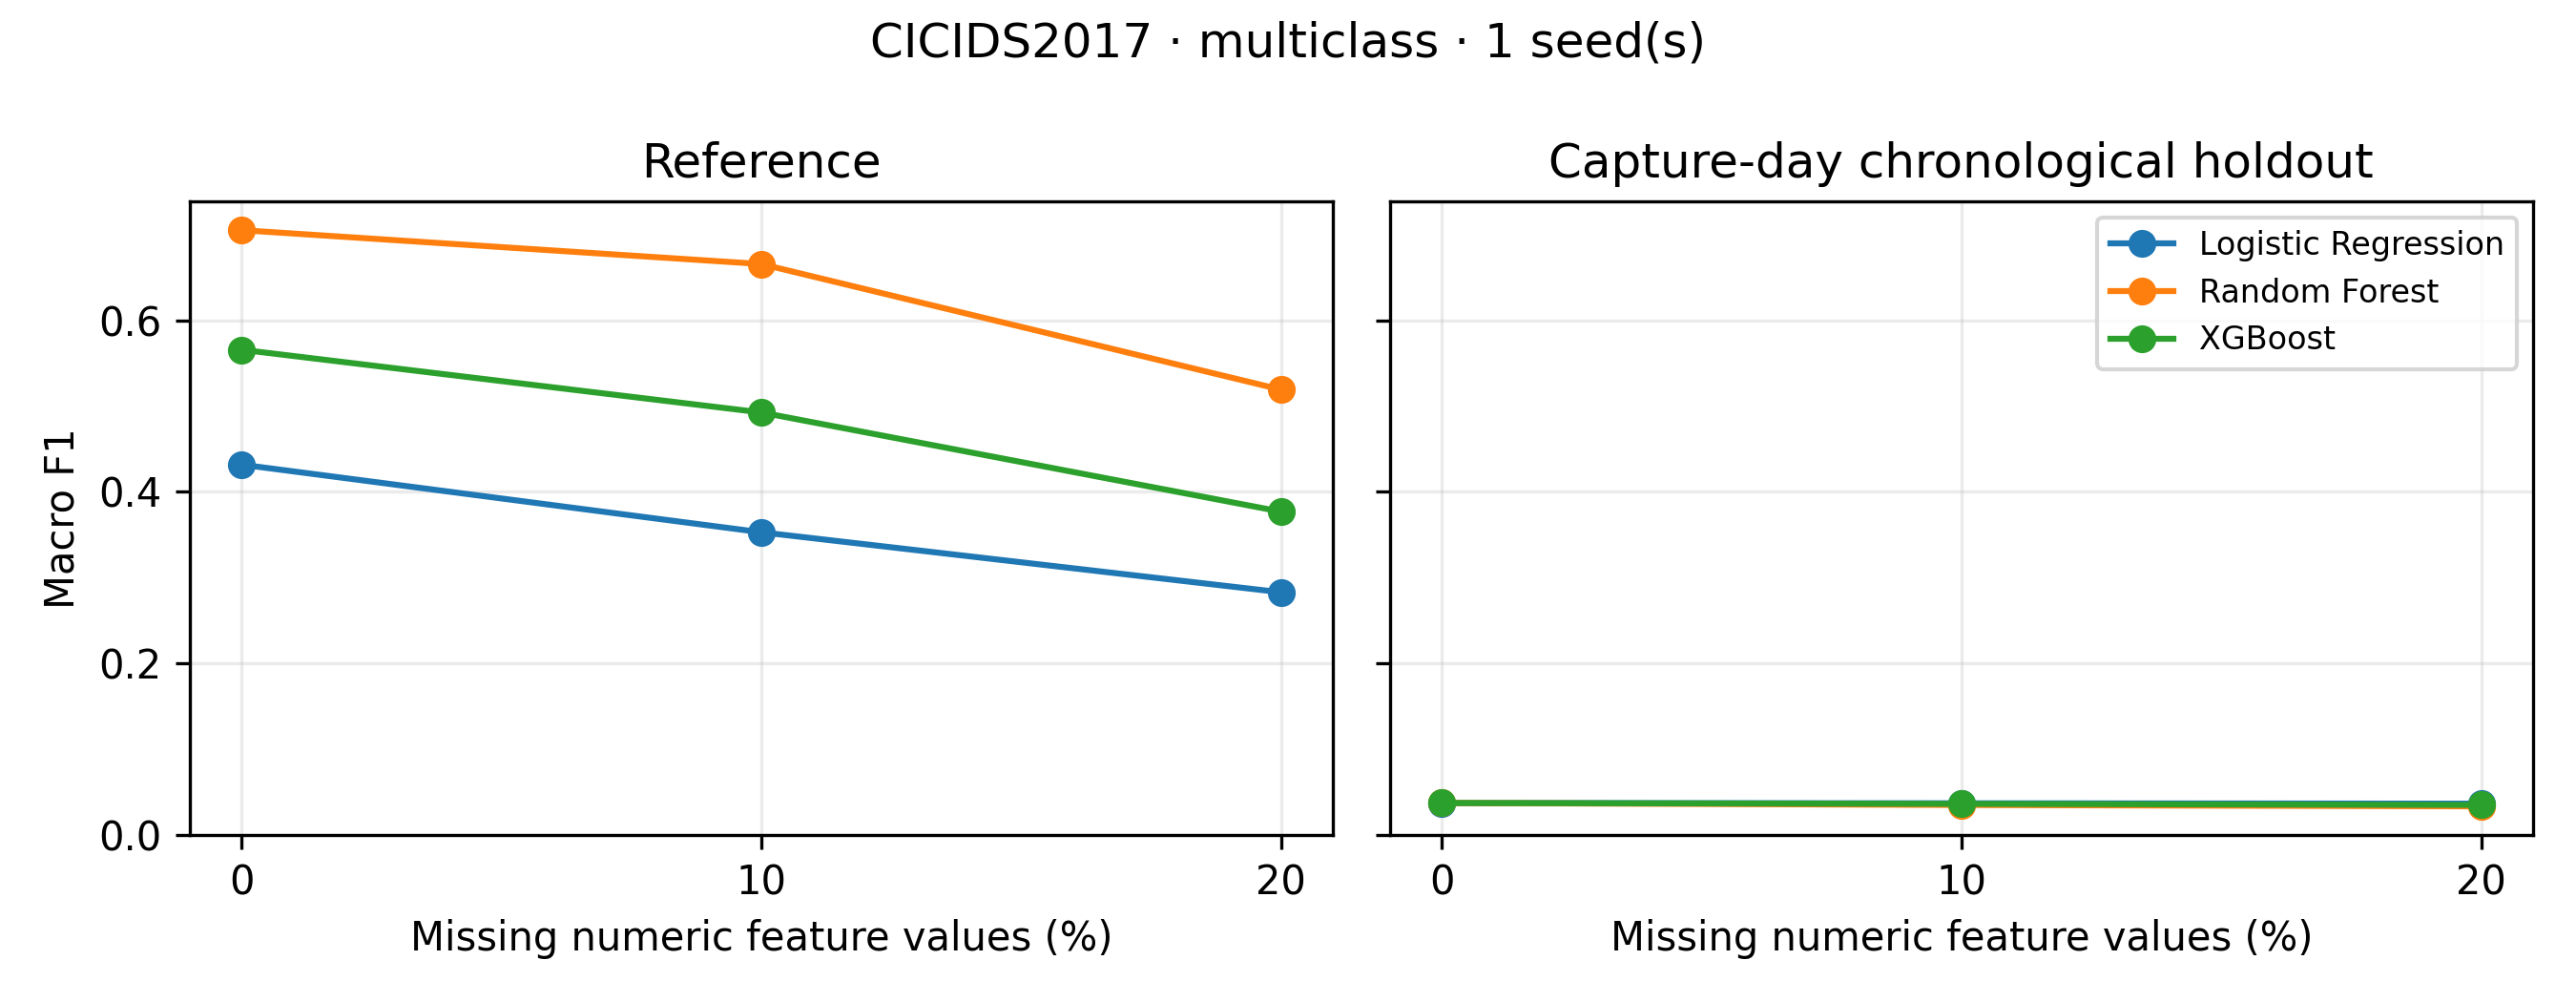 CICIDS2017 · multiclass · 1 seed(s)
Reference
Macro F1
0.6
0.4
0.2
0.0
0 10 20
Missing numeric feature values (%)
Capture-day chronological holdout
Logistic Regression
Random Forest
XGBoost
0 10 20
Missing numeric feature values (%)